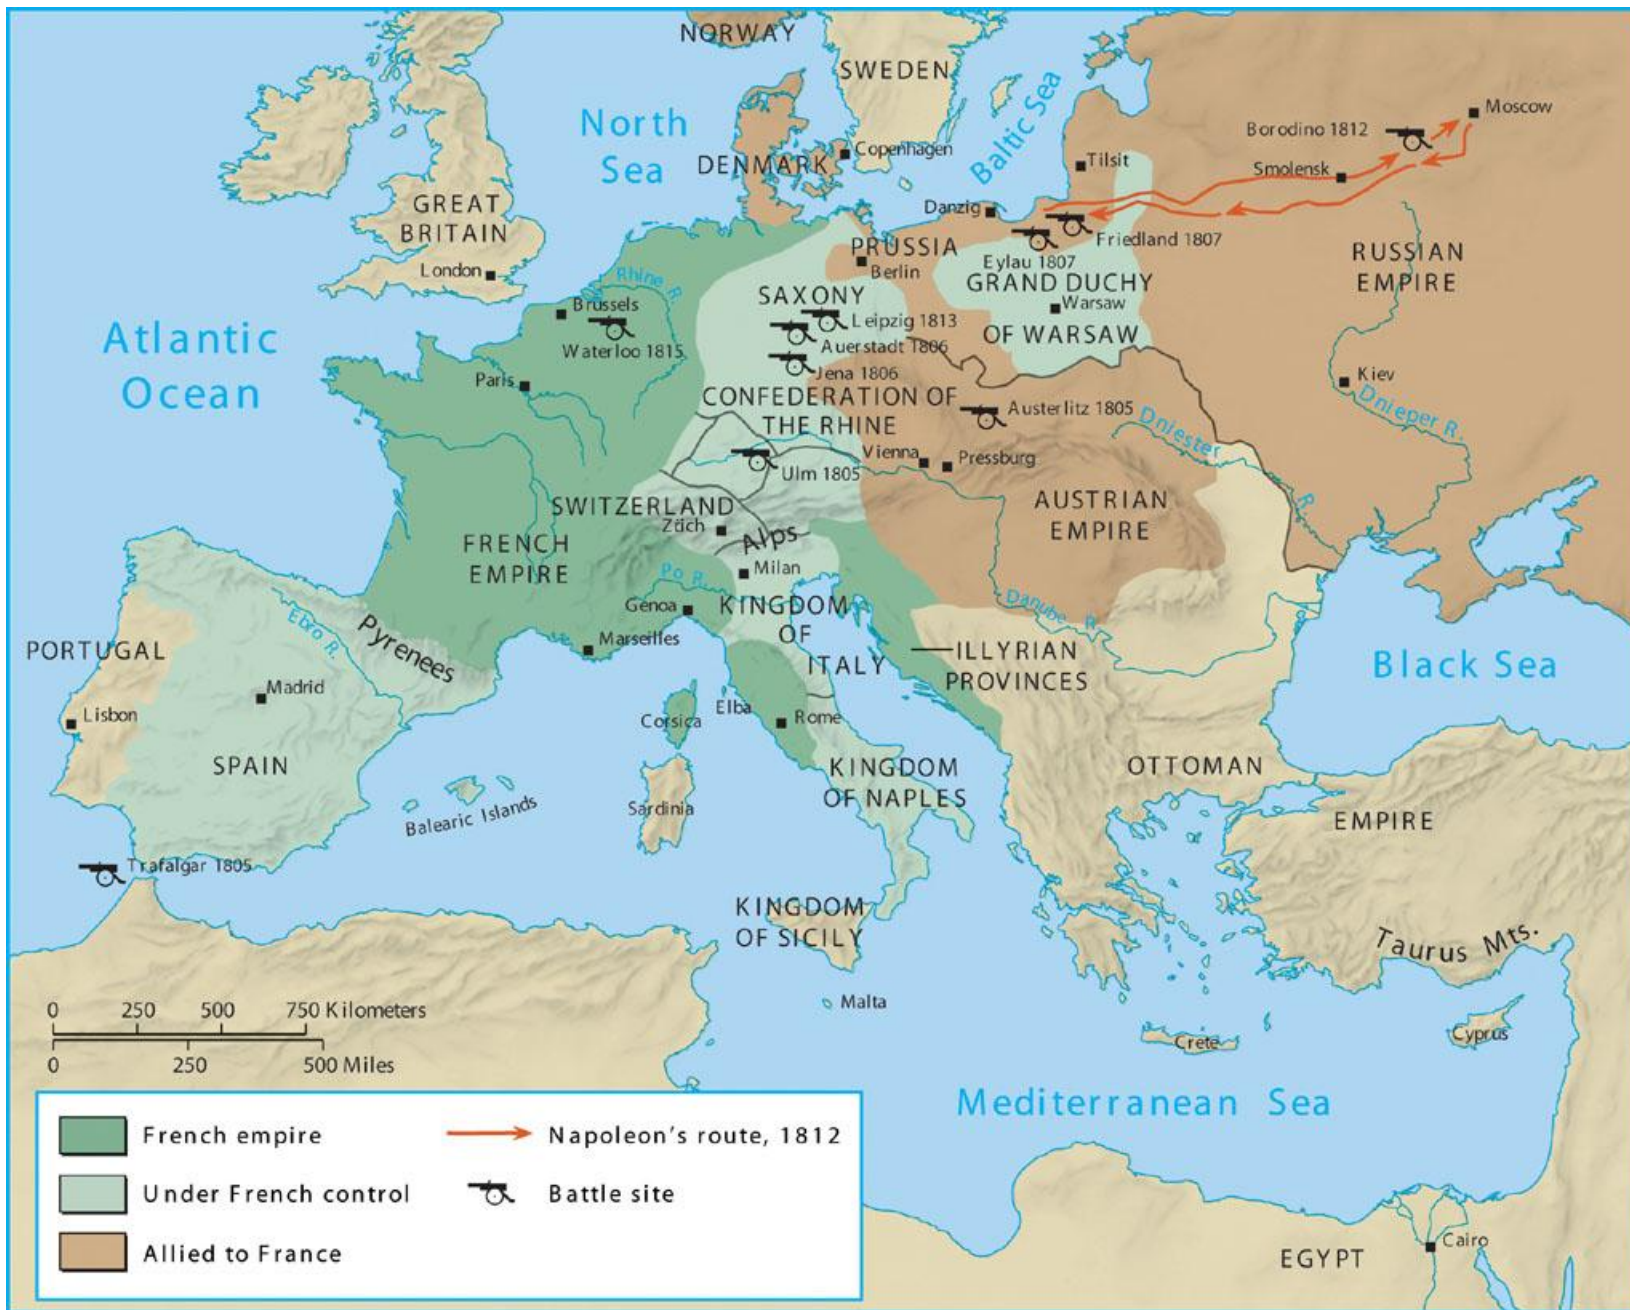 NORWAY
SWEDEN
North
Sea
Baltic Sea
Moscow
Borodino 1812
Copenhagen
DENMARK
Tilsit
Smolensk
GREAT
BRITAIN
Danzig
Friedland 1807
PRUSSIA
Berlin
Eylau 1807
RUSSIAN
EMPIRE
London
Rhine R.
GRAND DUCHY
Warsaw
OF WARSAW
SAXONY
Brussels
Leipzig 1813
Atlantic
Ocean
Waterloo 1815
Auerstadt 1806
Jena 1806
Paris
Kiev
Dnieper R.
CONFEDERATION OF
THE RHINE
Austerlitz 1805
Dniester
R.
Vienna
Pressburg
Ulm 1805
SWITZERLAND
Zürich
AUSTRIAN
EMPIRE
Alps
FRENCH
EMPIRE
Milan
Po R.
Genoa
KINGDOM
OF
ITALY
Danube R.
Ebro R.
Pyrenees
Marseilles
PORTUGAL
ILLYRIAN
PROVINCES
Black Sea
Madrid
Lisbon
Corsica
Elba
Rome
SPAIN
KINGDOM
OF NAPLES
OTTOMAN
EMPIRE
Balearic Islands
Sardinia
Trafalgar 1805
KINGDOM
OF SICILY
Taurus Mts.
Malta
Crete
Cyprus
0 250 500 750 Kilometers
0 250 500 Miles
Mediterranean Sea
French empire
Napoleon's route, 1812
Under French control
Battle site
Allied to France
EGYPT
Cairo